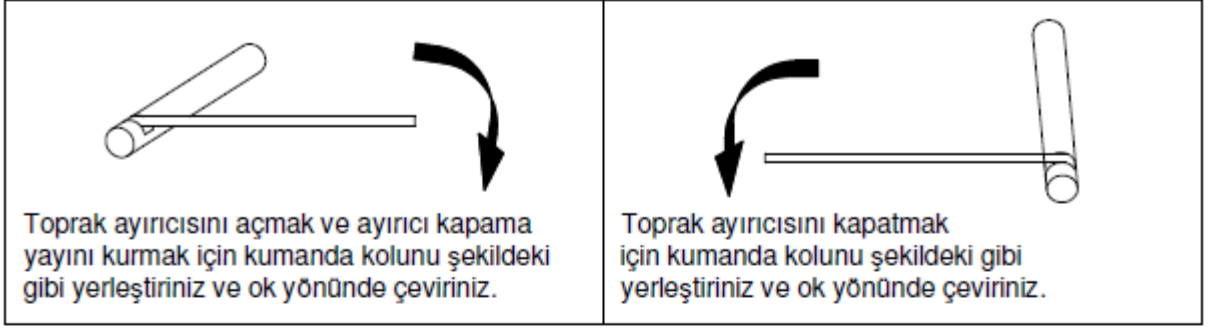 Toprak ayırıcısını açmak ve ayırıcı kapama
yayını kurmak için kumanda kolunu şekildeki
gibi yerleştiriniz ve ok yönünde çeviriniz.
Toprak ayırıcısını kapatmak
için kumanda kolunu şekildeki gibi
yerleştiriniz ve ok yönünde çeviriniz.